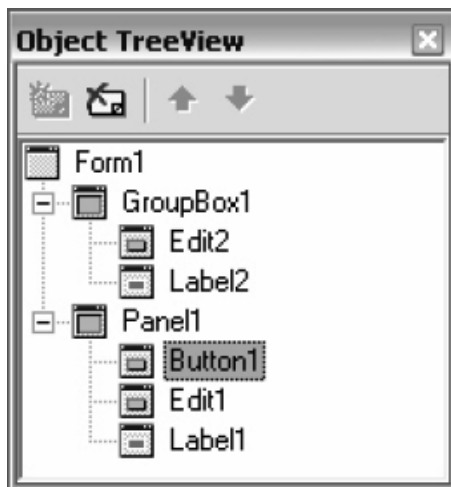 Object TreeView
Form1
GroupBox1
Edit2
Label2
Panel1
Button1
Edit1
Label1